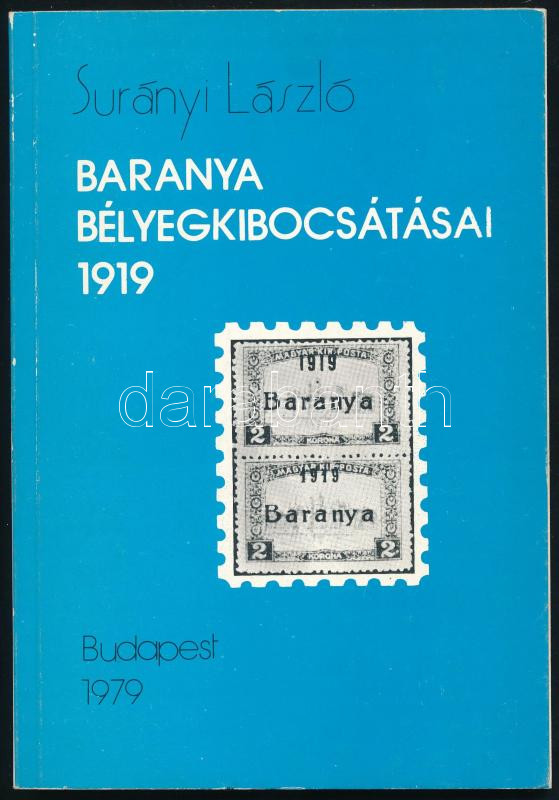 Surányi László
BARANYA
BÉLYEGKIBOCSÁTÁSAI
1919
MAGYAR KIR. POSTA
1919
Baranya
2 2
KORONA
MAGYAR KIR. POSTA
1919
Baranya
2 2
KORONA
darabanth
Budapest
1979